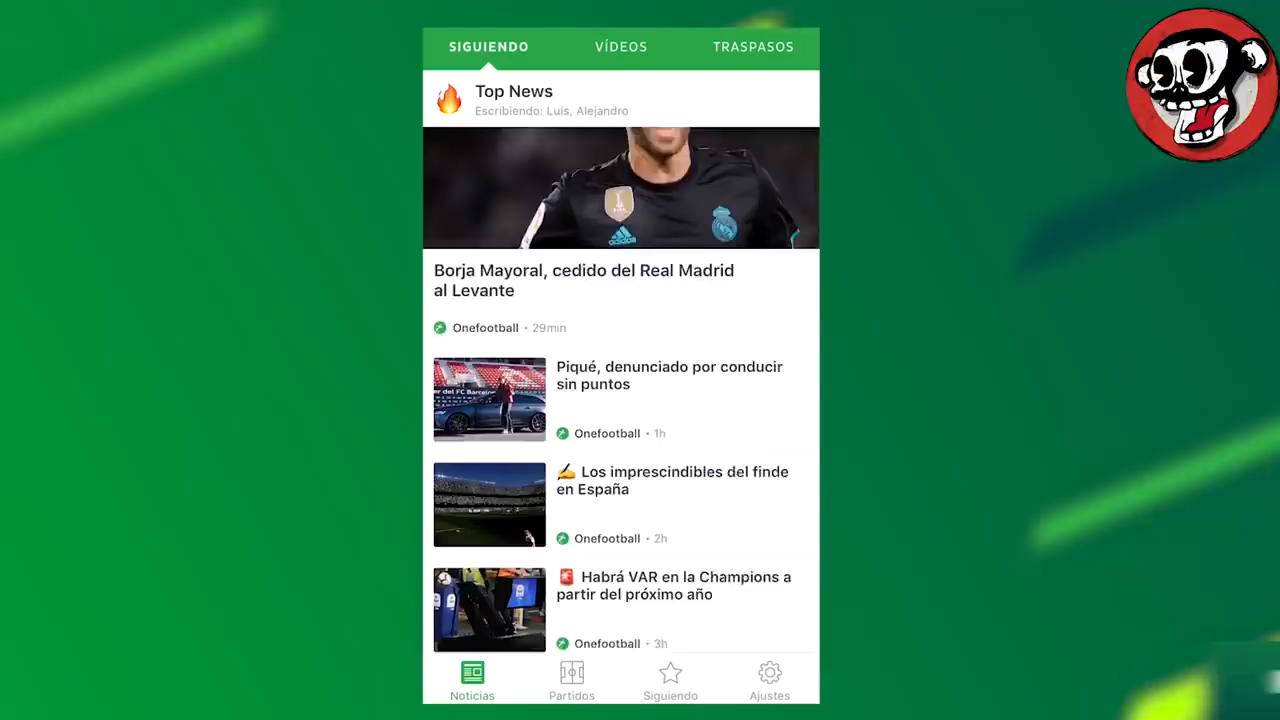 SIGUIENDO VÍDEOS TRASPASOS
Top News
Escribiendo: Luis, Alejandro
adidas
Borja Mayoral, cedido del Real Madrid
al Levante
Onefootball • 29min
Piqué, denunciado por conducir
sin puntos
Onefootball • 1h
✍️ Los imprescindibles del finde
en España
Onefootball • 2h
🚨 Habrá VAR en la Champions a
partir del próximo año
Onefootball • 3h
Noticias Partidos Siguiendo Ajustes